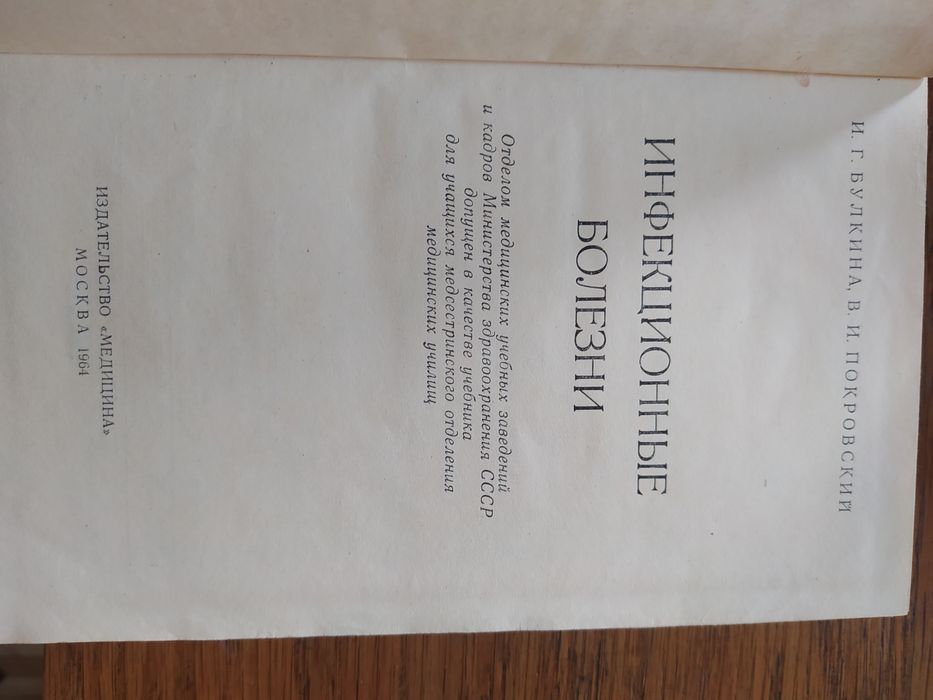 И. Г. БУЛКИНА, В. И. ПОКРОВСКИЙ
ИНФЕКЦИОННЫЕ
БОЛЕЗНИ
Отделом медицинских учебных заведений
и кадров Министерства здравоохранения СССР
допущен в качестве учебника
для учащихся медсестринского отделения
медицинских училищ
ИЗДАТЕЛЬСТВО «МЕДИЦИНА»
МОСКВА 1964